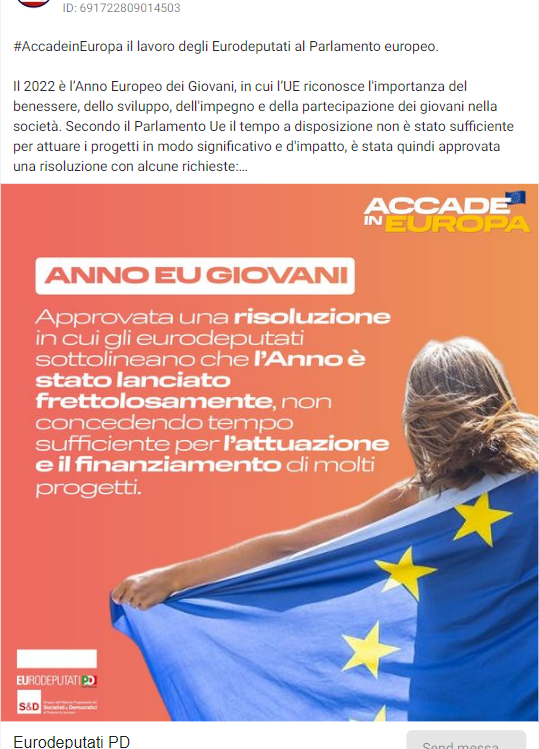 ID: 691722809014503
#AccadeinEuropa il lavoro degli Eurodeputati al Parlamento europeo.
Il 2022 è l’Anno Europeo dei Giovani, in cui l’UE riconosce l'importanza del
benessere, dello sviluppo, dell'impegno e della partecipazione dei giovani nella
società. Secondo il Parlamento Ue il tempo a disposizione non è stato sufficiente
per attuare i progetti in modo significativo e d'impatto, è stata quindi approvata
una risoluzione con alcune richieste:...
ACCADE
IN EUROPA
ANNO EU GIOVANI
Approvata una risoluzione
in cui gli eurodeputati
sottolineano che l’Anno è
stato lanciato
frettolosamente, non
concedendo tempo
sufficiente per l’attuazione
e il finanziamento di molti
progetti.
EURODEPUTATI PD
S&D
Socialisti e Democratici
Eurodeputati PD
Send messa